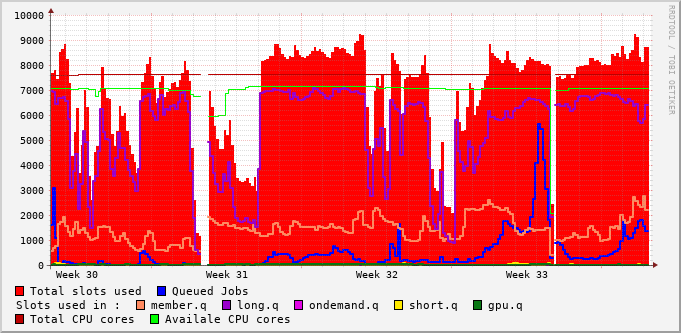 10000
9000
8000
7000
6000
5000
4000
3000
2000
1000
0
Week 30 Week 31 Week 32 Week 33
RRDTOOL / TOBI OETIKER
Total slots used Queued Jobs
Slots used in : member.q long.q ondemand.q short.q gpu.q
Total CPU cores Availale CPU cores